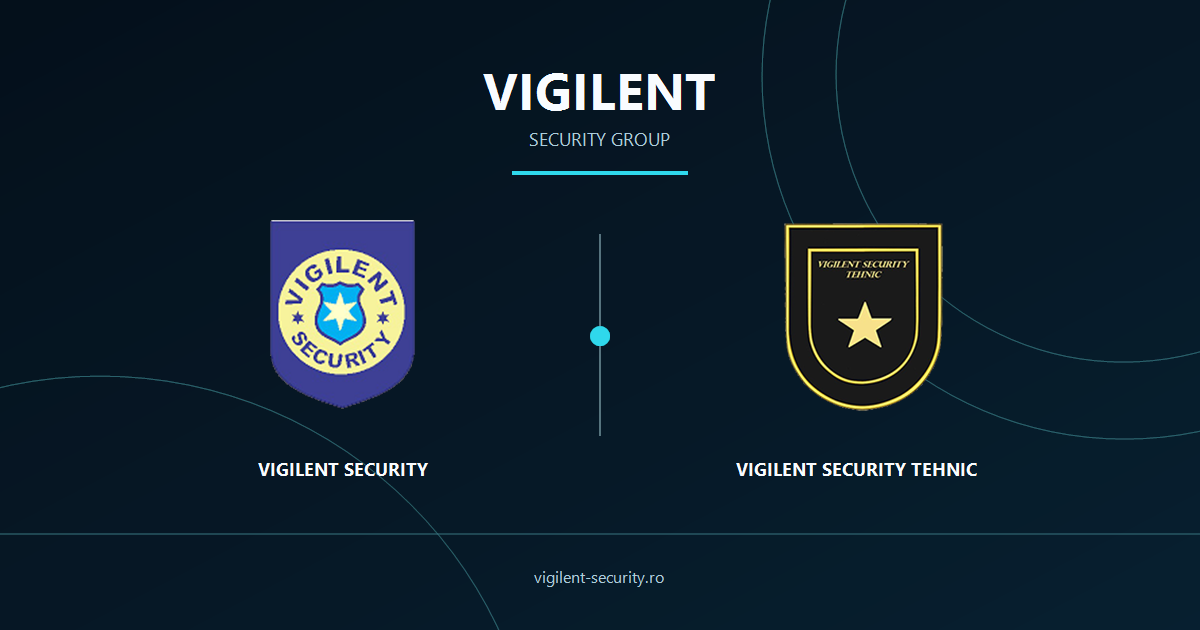 VIGILENT
SECURITY GROUP
VIGILENT
SECURITY
VIGILENT SECURITY
TEHNIC
VIGILENT SECURITY
VIGILENT SECURITY TEHNIC
vigilent-security.ro